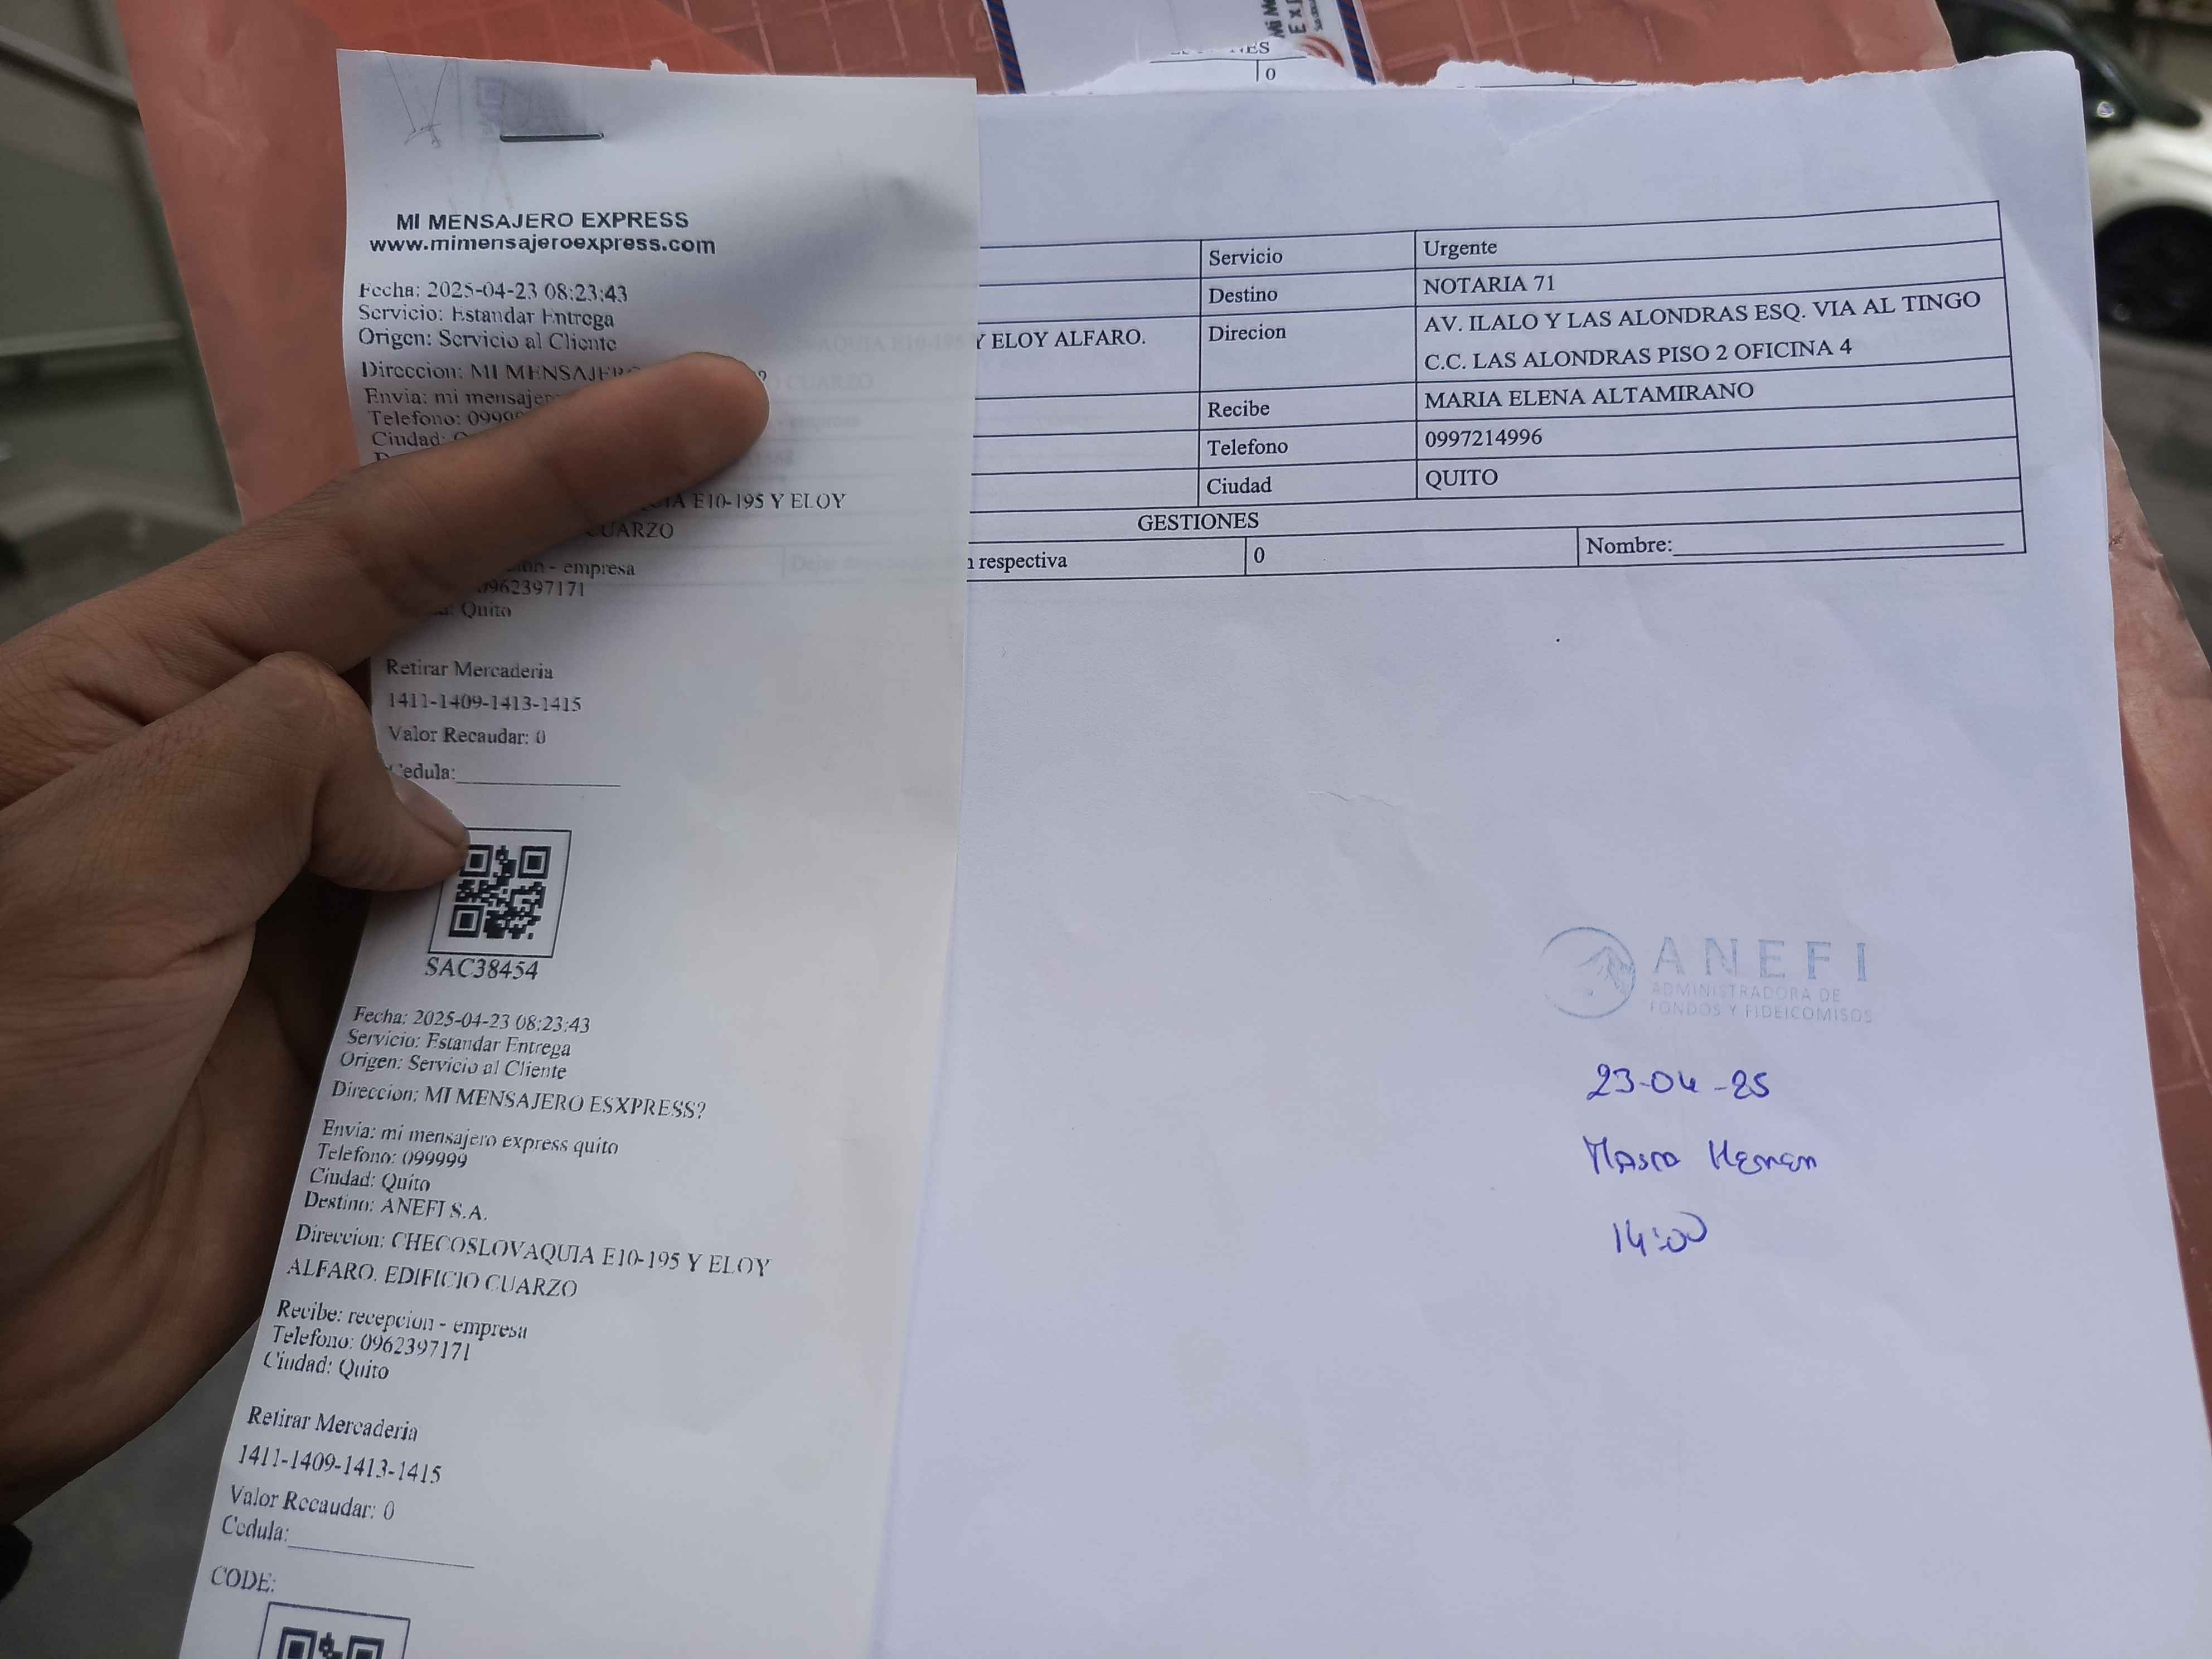 MI MENSAJERO EXPRESS
www.mimensajeroexpress.com
Fecha: 2025-04-23 08:23:43
Servicio: Estandar Entrega
Origen: Servicio al Cliente
Direccion: MI
Envia: mi
Telefono:
Ciudad:
E10-195 Y ELOY
CUARZO
- empresa
0962397171
Quito
Retirar Mercaderia
1411-1409-1413-1415
Valor Recaudar: 0
Cedula:
SAC38454
Fecha: 2025-04-23 08:23:43
Servicio: Estandar Entrega
Origen: Servicio al Cliente
Direccion: MI MENSAJERO ESXPRESS?
Envia: mi mensajero express quito
Telefono: 099999
Ciudad: Quito
Destino: ANEFI S.A.
Direccion: CHECOSLOVAQUIA E10-195 Y ELOY
ALFARO. EDIFICIO CUARZO
Recibe: recepcion - empresa
Telefono: 0962397171
Ciudad: Quito
Retirar Mercaderia
1411-1409-1413-1415
Valor Recaudar: 0
Cedula:
CODE:
0
Servicio Urgente
Destino NOTARIA 71
Y ELOY ALFARO. Direcion AV. ILALO Y LAS ALONDRAS ESQ. VIA AL TINGO
C.C. LAS ALONDRAS PISO 2 OFICINA 4
Recibe MARIA ELENA ALTAMIRANO
Telefono 0997214996
Ciudad QUITO
GESTIONES
respectiva 0 Nombre:
ANEFI
ADMINISTRADORA DE
FONDOS Y FIDEICOMISOS
23-04-25
14:00